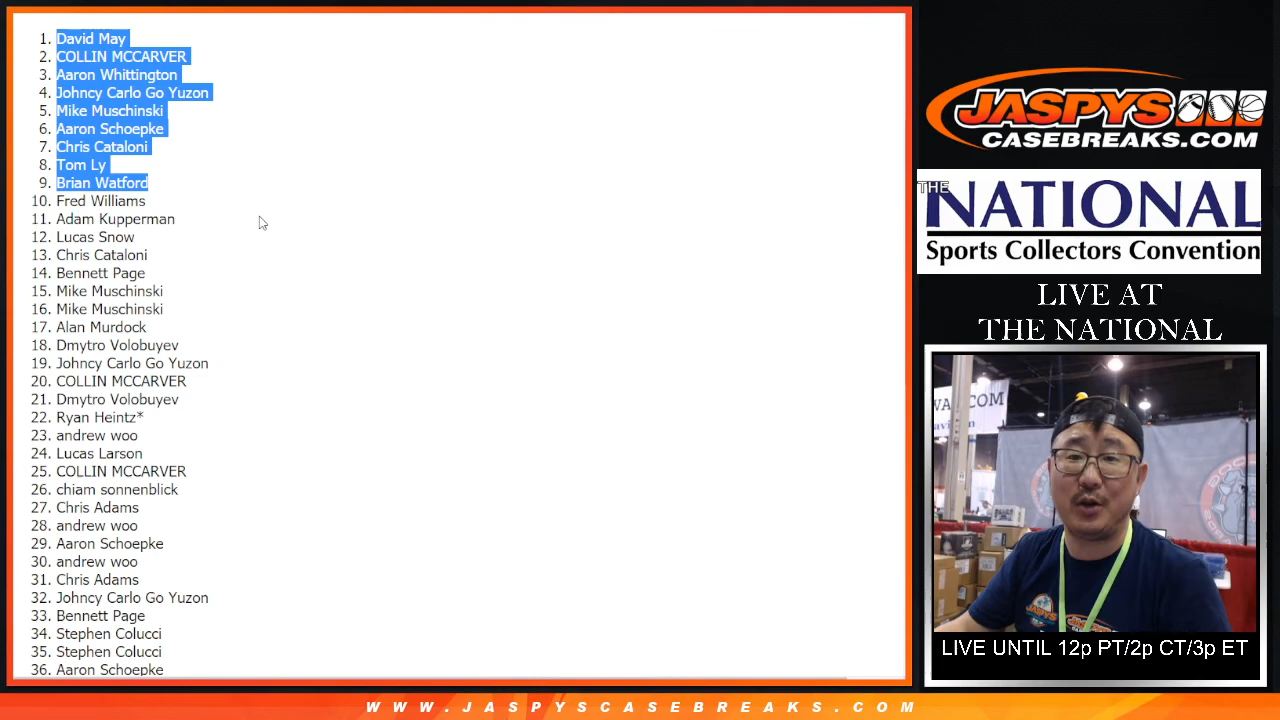 1. David May
2. COLLIN MCCARVER
3. Aaron Whittington
4. Johncy Carlo Go Yuzon
5. Mike Muschinski
6. Aaron Schoepke
7. Chris Cataloni
8. Tom Ly
9. Brian Watford
10. Fred Williams
11. Adam Kupperman
12. Lucas Snow
13. Chris Cataloni
14. Bennett Page
15. Mike Muschinski
16. Mike Muschinski
17. Alan Murdock
18. Dmytro Volobuyev
19. Johncy Carlo Go Yuzon
20. COLLIN MCCARVER
21. Dmytro Volobuyev
22. Ryan Heintz*
23. andrew woo
24. Lucas Larson
25. COLLIN MCCARVER
26. chiam sonnenblick
27. Chris Adams
28. andrew woo
29. Aaron Schoepke
30. andrew woo
31. Chris Adams
32. Johncy Carlo Go Yuzon
33. Bennett Page
34. Stephen Colucci
35. Stephen Colucci
36. Aaron Schoepke
JASPYS
CASEBREAKS.COM
THE
NATIONAL
Sports Collectors Convention
LIVE AT
THE NATIONAL
LIVE UNTIL 12p PT/2p CT/3p ET
WWW.JASPYSCASEBREAKS.COM